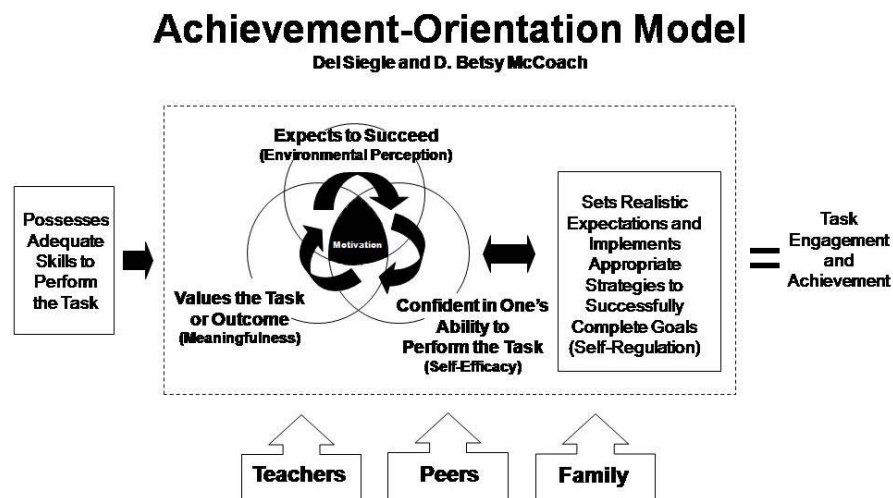 Achievement-Orientation Model
Del Siegle and D. Betsy McCoach
Possesses
Adequate
Skills to
Perform
the Task
Expects to Succeed
(Environmental Perception)
Motivation
Values the Task
or Outcome
(Meaningfulness)
Confident in One's
Ability to
Perform the Task
(Self-Efficacy)
Sets Realistic
Expectations and
Implements
Appropriate
Strategies to
Successfully
Complete Goals
(Self-Regulation)
=
Task
Engagement
and
Achievement
Teachers
Peers
Family